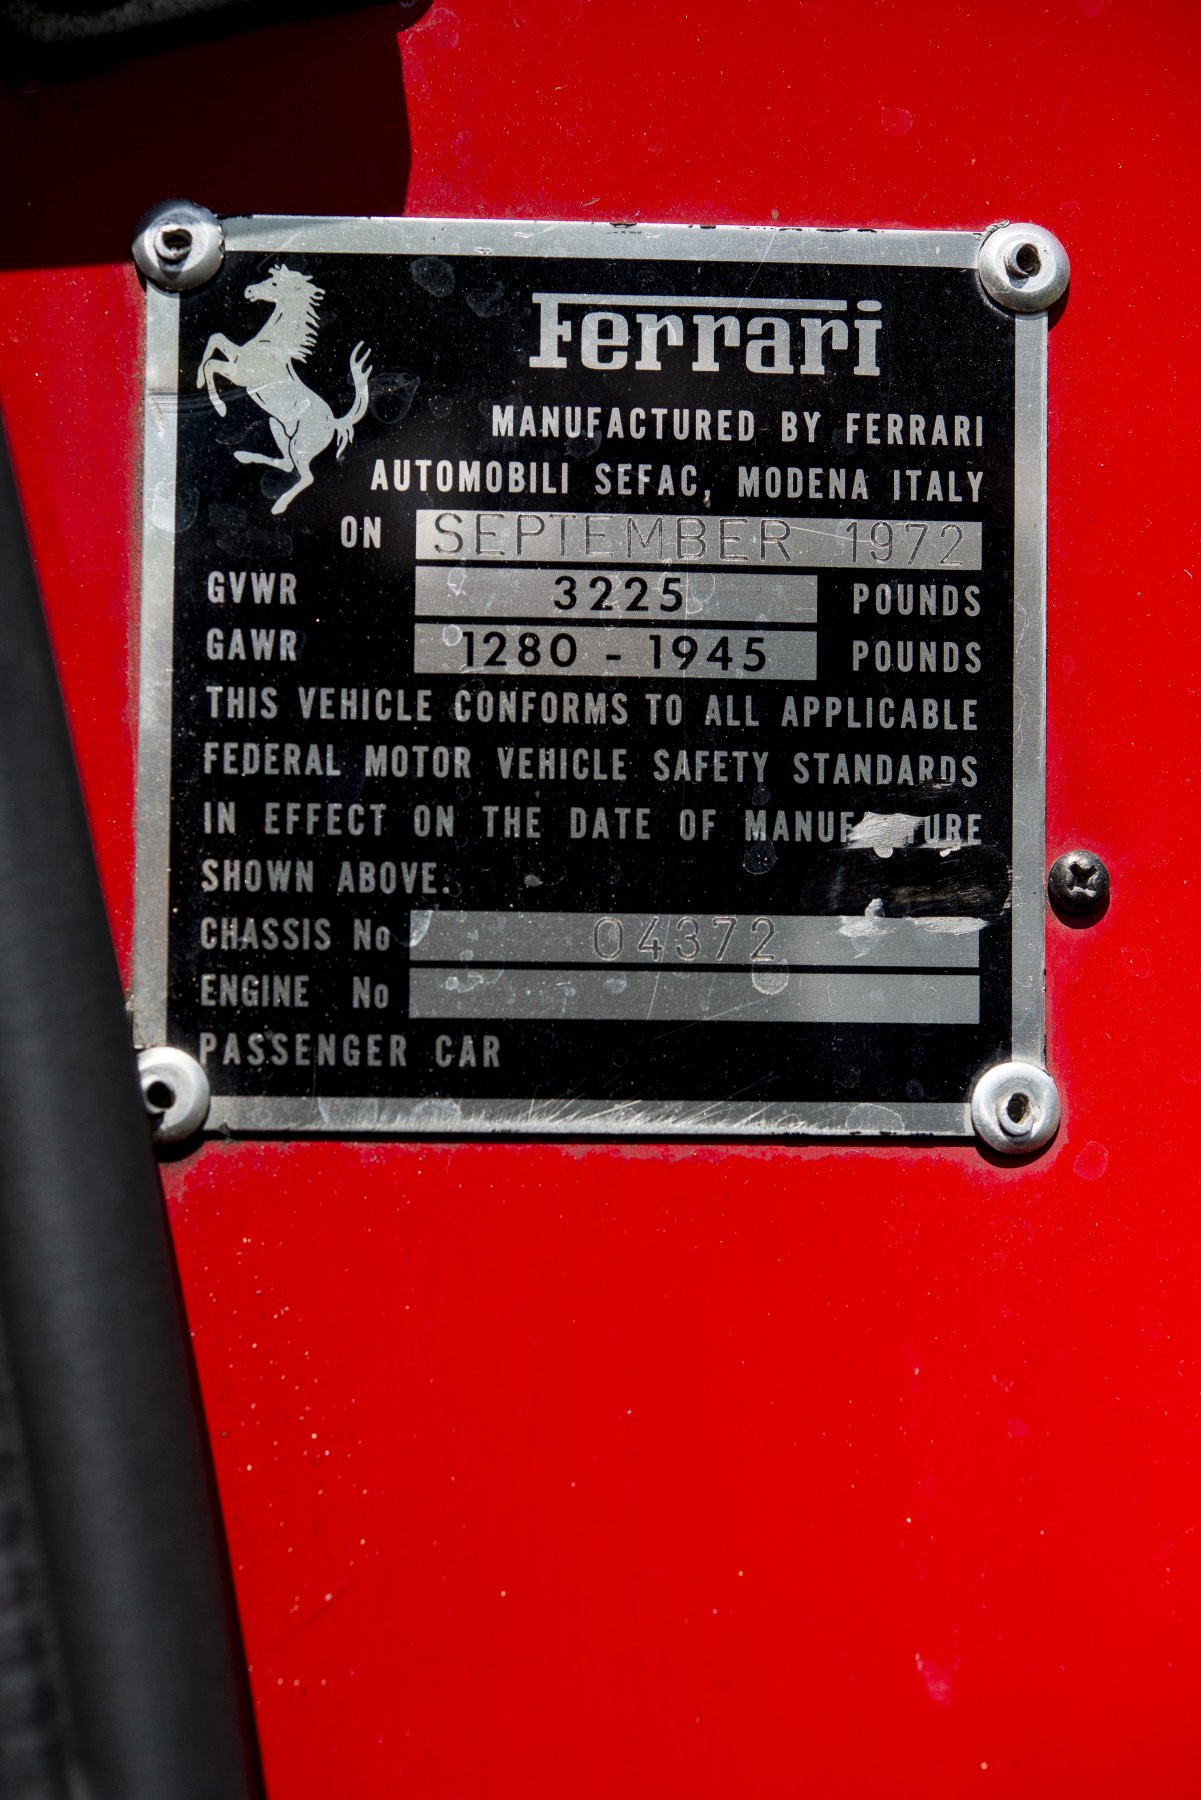 Ferrari
MANUFACTURED BY FERRARI
AUTOMOBILI SEFAC, MODENA ITALY
ON SEPTEMBER 1972
GVWR 3225 POUNDS
GAWR 1280 - 1945 POUNDS
THIS VEHICLE CONFORMS TO ALL APPLICABLE
FEDERAL MOTOR VEHICLE SAFETY STANDARDS
IN EFFECT ON THE DATE OF MANUFACTURE
SHOWN ABOVE.
CHASSIS No 04372
ENGINE No
PASSENGER CAR